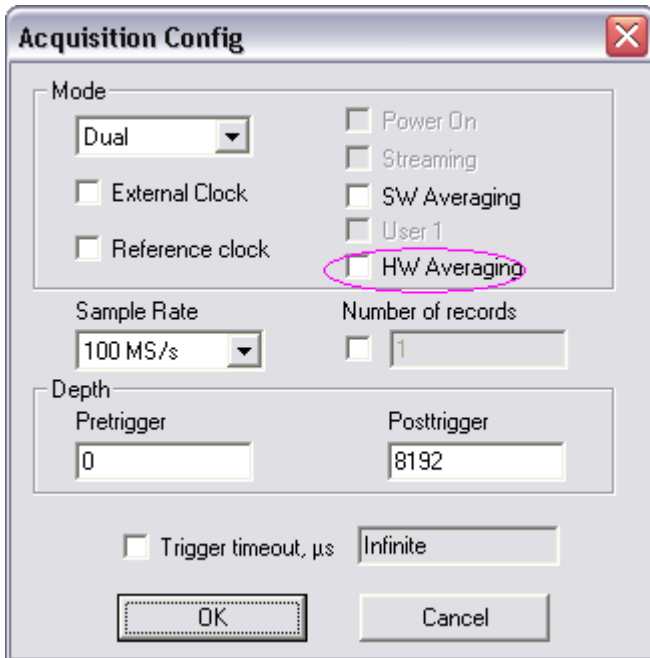 Acquisition Config
Mode
Dual
Power On
Streaming
External Clock
SW Averaging
User 1
Reference clock
HW Averaging
Sample Rate
Number of records
100 MS/s
1
Depth
Pretrigger
Posttrigger
0
8192
Trigger timeout, µs
Infinite
OK
Cancel